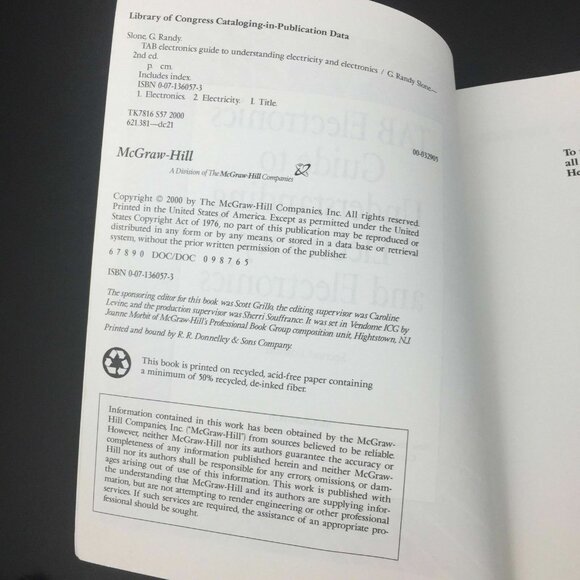 Library of Congress Cataloging-in-Publication Data
Slone, G. Randy.
TAB electronics guide to understanding electricity and electronics / G. Randy Slone.—
2nd ed.
p. cm.
Includes index.
ISBN 0-07-136057-3
1. Electronics. 2. Electricity. I. Title.
TK7816 S57 2000
621.381—dc21
00-032905
McGraw-Hill
A Division of The McGraw-Hill Companies
Copyright © 2000 by The McGraw-Hill Companies, Inc. All rights reserved.
Printed in the United States of America. Except as permitted under the United
States Copyright Act of 1976, no part of this publication may be reproduced or
distributed in any form or by any means, or stored in a data base or retrieval
system, without the prior written permission of the publisher.
6 7 8 9 0 DOC/DOC 0 9 8 7 6 5
ISBN 0-07-136057-3
The sponsoring editor for this book was Scott Grillo, the editing supervisor was Caroline
Levine, and the production supervisor was Sherri Souffrance. It was set in Vendome ICG by
Joanne Morbit of McGraw-Hill's Professional Book Group composition unit, Hightstown, NJ.
Printed and bound by R. R. Donnelley & Sons Company.
This book is printed on recycled, acid-free paper containing
a minimum of 50% recycled, de-inked fiber.
Information contained in this work has been obtained by the McGraw-
Hill Companies, Inc. ("McGraw-Hill") from sources believed to be reliable.
However, neither McGraw-Hill nor its authors guarantee the accuracy or
completeness of any information published herein and neither McGraw-
Hill nor its authors shall be responsible for any errors, omissions, or dam-
ages arising out of use of this information. This work is published with
the understanding that McGraw-Hill and its authors are supplying infor-
mation, but are not attempting to render engineering or other professional
services. If such services are required, the assistance of an appropriate pro-
fessional should be sought.
To
all
Ho